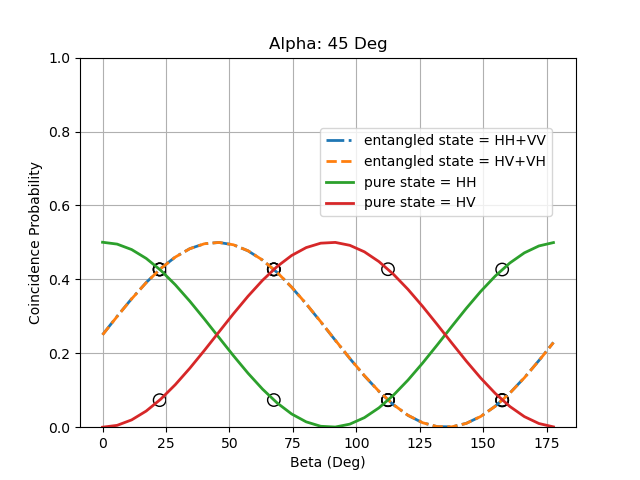 Alpha: 45 Deg
1.0
0.8
0.6
0.4
0.2
0.0
Coincidence Probability
entangled state = HH+VV
entangled state = HV+VH
pure state = HH
pure state = HV
0 25 50 75 100 125 150 175
Beta (Deg)